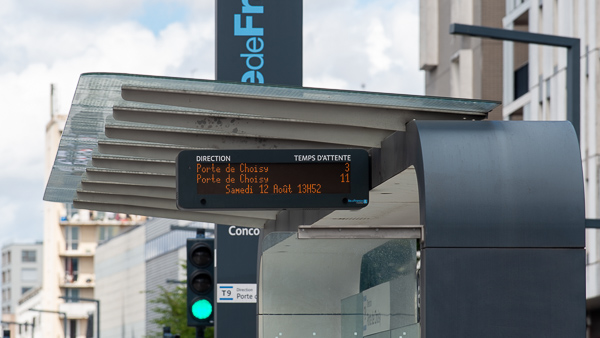 deFr
DIRECTION TEMPS D'ATTENTE
Porte de Choisy 3
Porte de Choisy 11
Samedi 12 Août 13H52
Conco
T9 Direction
Porte d